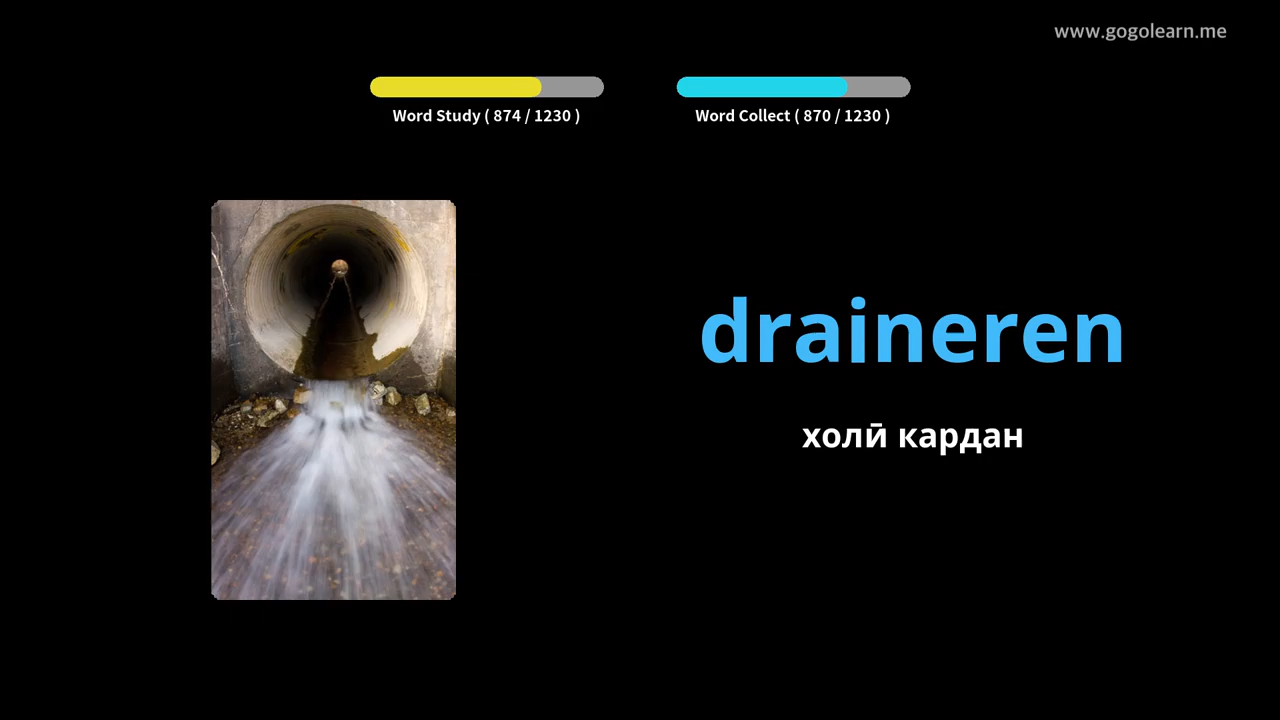 www.gogolearn.me
Word Study ( 874 / 1230 )
Word Collect ( 870 / 1230 )
draineren
холӣ кардан